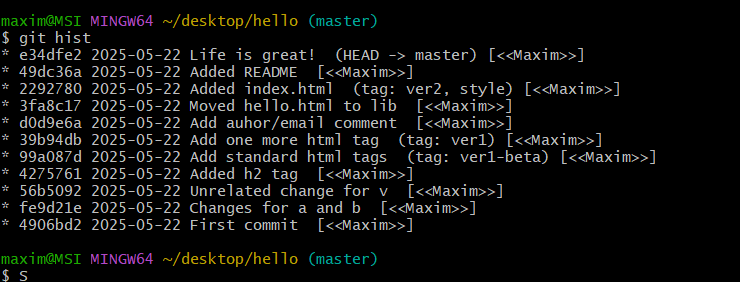 maxim@MSI MINGW64 ~/desktop/hello (master)
$ git hist
* e34dfe2 2025-05-22 Life is great!  (HEAD -> master) [<<Maxim>>]
* 49dc36a 2025-05-22 Added README  [<<Maxim>>]
* 2292780 2025-05-22 Added index.html  (tag: ver2, style) [<<Maxim>>]
* 3fa8c17 2025-05-22 Moved hello.html to lib  [<<Maxim>>]
* d0d9e6a 2025-05-22 Add auhor/email comment  [<<Maxim>>]
* 39b94db 2025-05-22 Add one more html tag  (tag: ver1) [<<Maxim>>]
* 99a087d 2025-05-22 Add standard html tags  (tag: ver1-beta) [<<Maxim>>]
* 4275761 2025-05-22 Added h2 tag  [<<Maxim>>]
* 56b5092 2025-05-22 Unrelated change for v  [<<Maxim>>]
* fe9d21e 2025-05-22 Changes for a and b  [<<Maxim>>]
* 4906bd2 2025-05-22 First commit  [<<Maxim>>]
maxim@MSI MINGW64 ~/desktop/hello (master)
$ S